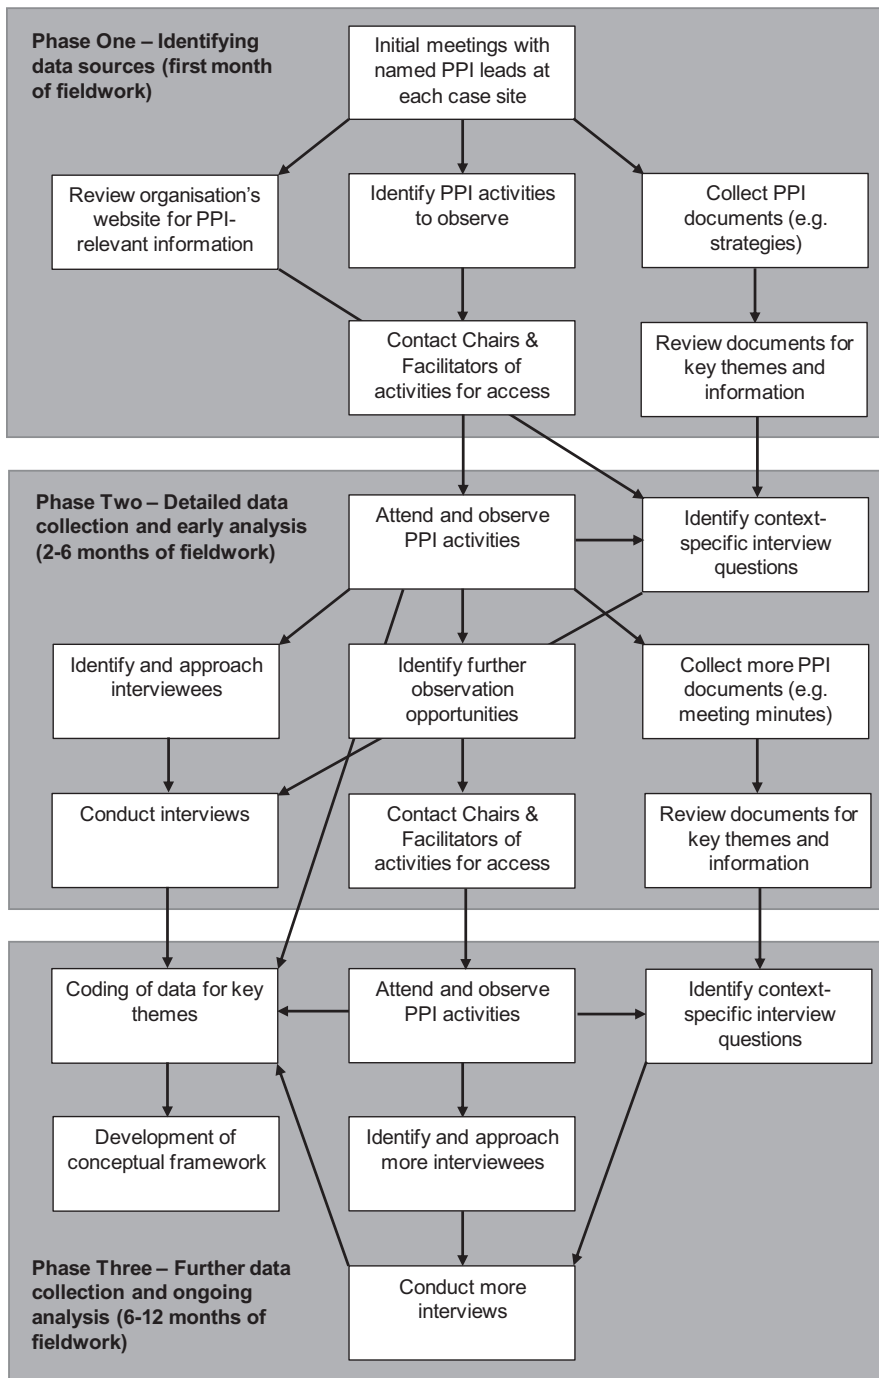 Phase One – Identifying
data sources (first month
of fieldwork)
Initial meetings with
named PPI leads at
each case site
Review organisation's
website for PPI-
relevant information
Identify PPI activities
to observe
Collect PPI
documents (e.g.
strategies)
Contact Chairs &
Facilitators of
activities for access
Review documents for
key themes and
information
Phase Two – Detailed data
collection and early analysis
(2-6 months of fieldwork)
Attend and observe
PPI activities
Identify context-
specific interview
questions
Identify and approach
interviewees
Identify further
observation
opportunities
Collect more PPI
documents (e.g.
meeting minutes)
Conduct interviews
Contact Chairs &
Facilitators of
activities for access
Review documents for
key themes and
information
Coding of data for key
themes
Attend and observe
PPI activities
Identify context-
specific interview
questions
Development of
conceptual framework
Identify and approach
more interviewees
Phase Three – Further data
collection and ongoing
analysis (6-12 months of
fieldwork)
Conduct more
interviews